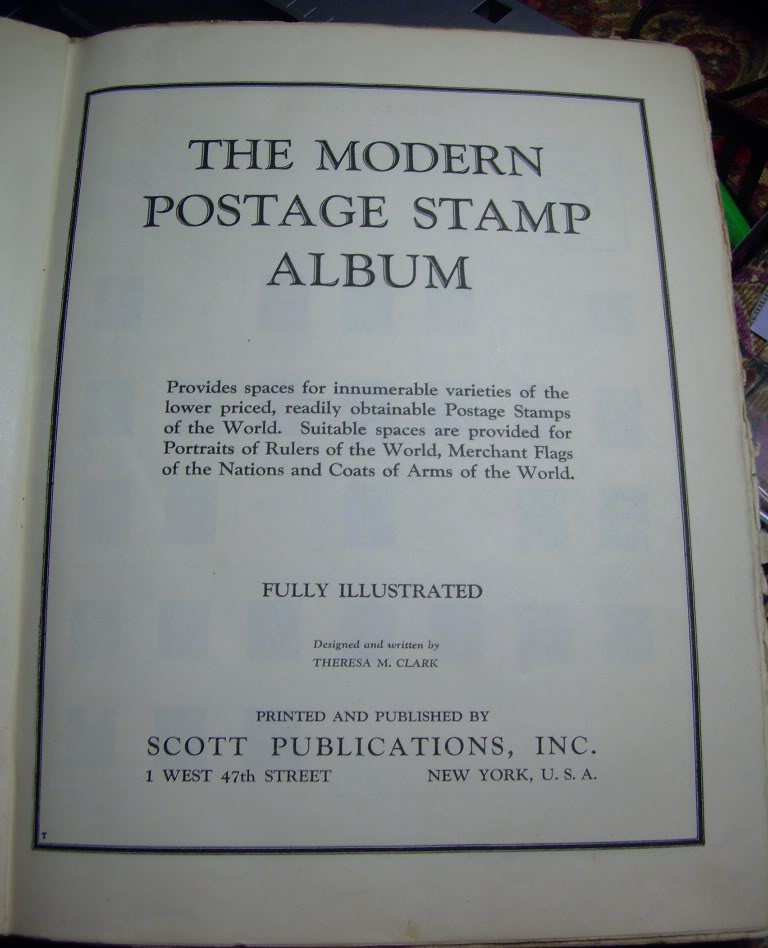 THE MODERN
POSTAGE STAMP
ALBUM
Provides spaces for innumerable varieties of the
lower priced, readily obtainable Postage Stamps
of the World. Suitable spaces are provided for
Portraits of Rulers of the World, Merchant Flags
of the Nations and Coats of Arms of the World.
FULLY ILLUSTRATED
Designed and written by
THERESA M. CLARK
PRINTED AND PUBLISHED BY
SCOTT PUBLICATIONS, INC.
1 WEST 47th STREET NEW YORK, U. S. A.
T